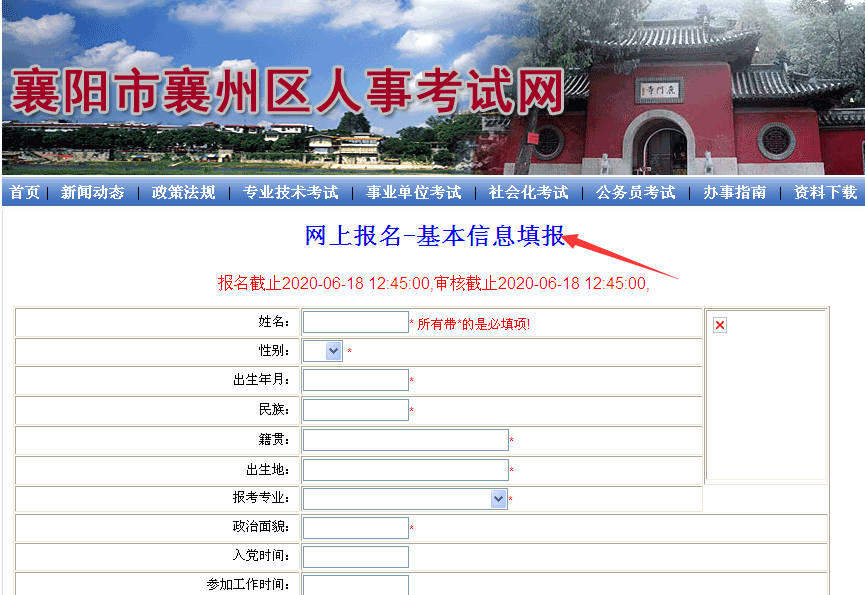 襄阳市襄州区人事考试网
鹿門寺
首页 | 新闻动态 | 政策法规 | 专业技术考试 | 事业单位考试 | 社会化考试 | 公务员考试 | 办事指南 | 资料下载
网上报名-基本信息填报
报名截止2020-06-18 12:45:00,审核截止2020-06-18 12:45:00,
姓名： * 所有带*的是必填项!
性别： *
出生年月： *
民族： *
籍贯： *
出生地： *
报考专业： *
政治面貌： *
入党时间：
参加工作时间：